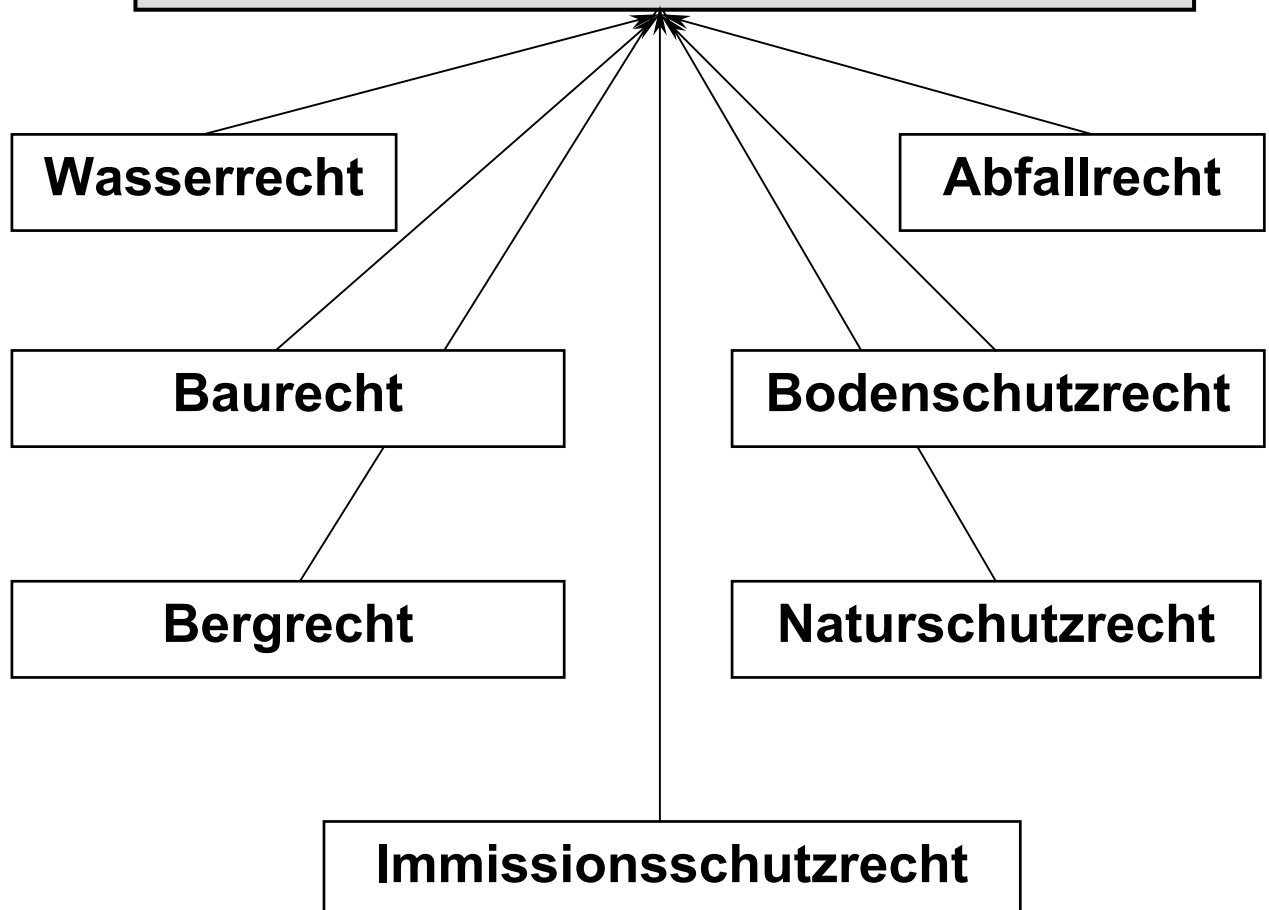 Wasserrecht
Abfallrecht
Baurecht
Bodenschutzrecht
Bergrecht
Naturschutzrecht
Immissionsschutzrecht